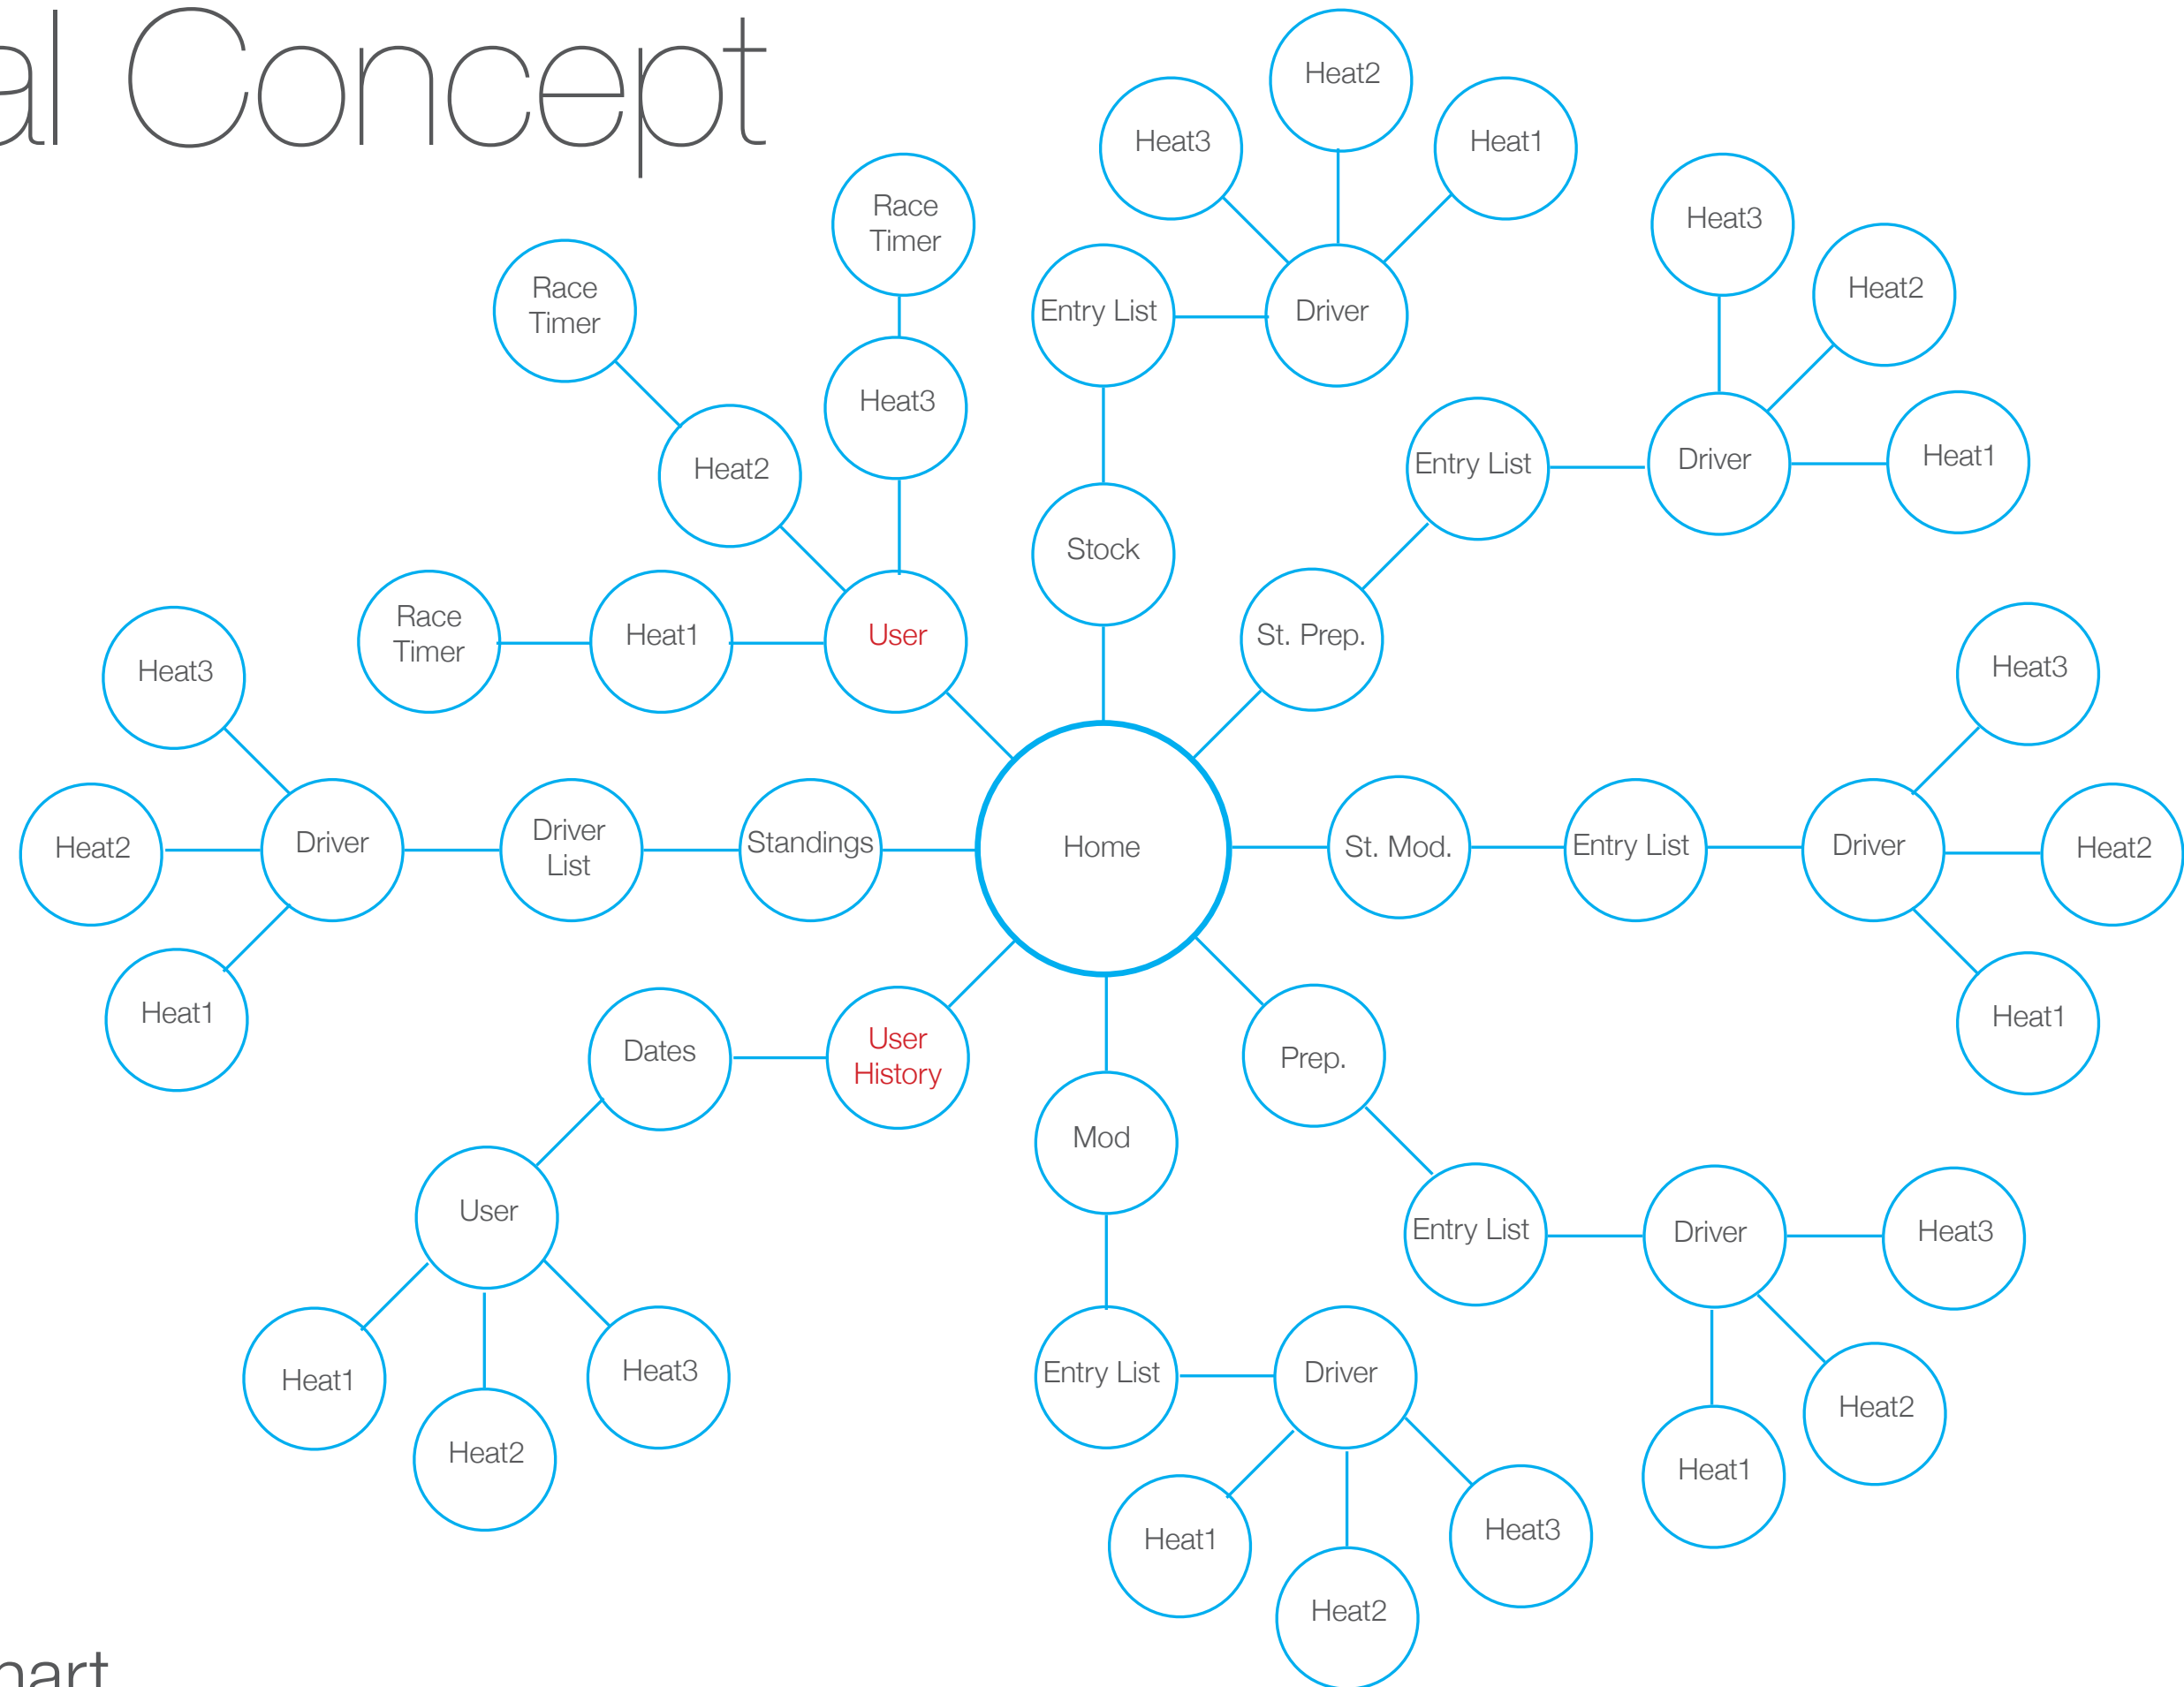 al Concept
Heat2
Heat3
Heat1
Race
Timer
Heat3
Race
Timer
Heat2
Entry List
Driver
Heat3
Heat2
Entry List
Driver
Heat1
Stock
Race
Timer
Heat1
User
St. Prep.
Heat3
Heat3
Heat2
Driver
Driver
List
Standings
Home
St. Mod.
Entry List
Driver
Heat2
Heat1
Heat1
Dates
User
History
Prep.
Mod
User
Entry List
Driver
Heat3
Heat1
Heat2
Heat3
Entry List
Driver
Heat2
Heat1
Heat1
Heat3
Heat2
hart